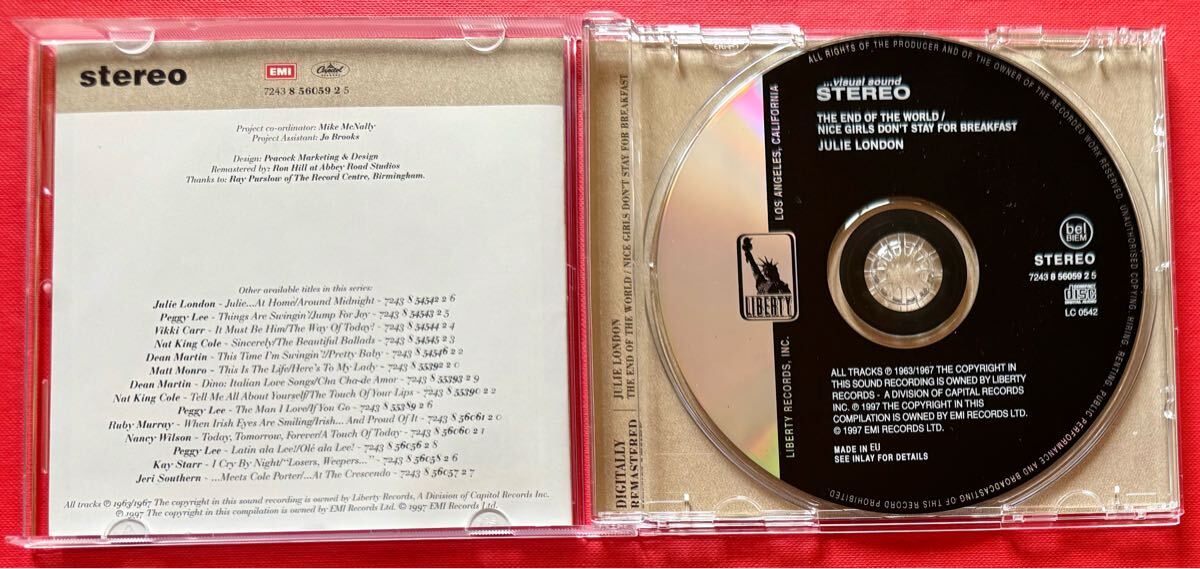 stereo
EMI
Capitol
7243 8 56059 2 5
Project co-ordinator: Mike McNally
Project Assistant: Jo Brooks
Design: Peacock Marketing & Design
Remastered by: Ron Hill at Abbey Road Studios
Thanks to: Ray Purslow of The Record Centre, Birmingham.
Other available titles in this series:
Julie London - Julie...At Home/Around Midnight - 7243 8 54542 2 6
Peggy Lee - Things Are Swingin'/Jump For Joy - 7243 8 54543 2 5
Vikki Carr - It Must Be Him/The Way Of Today! - 7243 8 54544 2 4
Nat King Cole - Sincerely/The Beautiful Ballads - 7243 8 54545 2 3
Dean Martin - This Time I'm Swingin'!/Pretty Baby - 7243 8 54546 2 2
Matt Monro - This Is The Life/Here's To My Lady - 7243 8 55392 2 0
Dean Martin - Dino: Italian Love Songs/Cha Cha-de Amor - 7243 8 55393 2 9
Nat King Cole - Tell Me All About Yourself/The Touch Of Your Lips - 7243 8 55390 2 2
Peggy Lee - The Man I Love/If You Go - 7243 8 55389 2 6
Ruby Murray - When Irish Eyes Are Smiling/Irish... And Proud Of It - 7243 8 56061 2 0
Nancy Wilson - Today, Tomorrow, Forever/A Touch Of Today - 7243 8 56060 2 1
Peggy Lee - Latin ala Lee!/Olé ala Lee! - 7243 8 56056 2 8
Kay Starr - I Cry By Night/"Losers, Weepers..." - 7243 8 56058 2 6
Jeri Southern - ...Meets Cole Porter/...At The Crescendo - 7243 8 56057 2 7
All tracks ℗ 1963/1967 The copyright in this sound recording is owned by Liberty Records, A Division of Capitol Records Inc.
℗ 1997 The copyright in this compilation is owned by EMI Records Ltd. © 1997 EMI Records Ltd.
DIGITALLY
REMASTERED
JULIE LONDON
THE END OF THE WORLD / NICE GIRLS DON'T STAY FOR BREAKFAST
LIBERTY RECORDS, INC.
LOS ANGELES, CALIFORNIA
LIBERTY
...visual sound
STEREO
THE END OF THE WORLD /
NICE GIRLS DON'T STAY FOR BREAKFAST
JULIE LONDON
bel
BIEM
STEREO
7243 8 56059 2 5
COMPACT
disc
DIGITAL AUDIO
LC 0542
ALL TRACKS ℗ 1963/1967 THE COPYRIGHT IN
THIS SOUND RECORDING IS OWNED BY LIBERTY
RECORDS - A DIVISION OF CAPITAL RECORDS
INC. ℗ 1997 THE COPYRIGHT IN THIS
COMPILATION IS OWNED BY EMI RECORDS LTD.
© 1997 EMI RECORDS LTD.
MADE IN EU
SEE INLAY FOR DETAILS
ALL RIGHTS OF THE PRODUCER AND OF THE OWNER OF THE RECORDED WORK RESERVED. UNAUTHORISED COPYING, HIRING, RENTING, PUBLIC PERFORMANCE AND BROADCASTING OF THIS RECORD PROHIBITED.